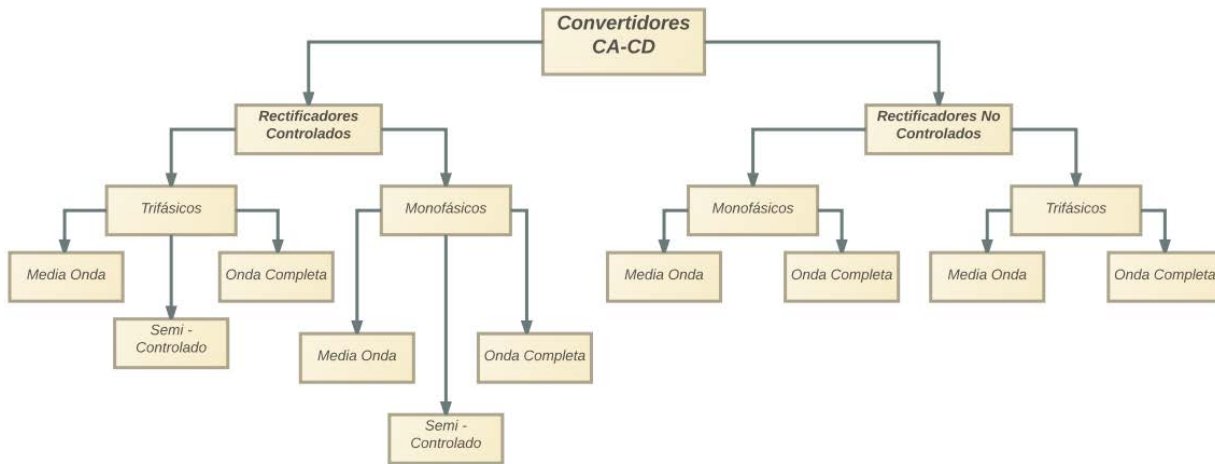 Convertidores
CA-CD
Rectificadores
Controlados
Rectificadores No
Controlados
Trifásicos
Monofásicos
Monofásicos
Trifásicos
Media Onda
Onda Completa
Media Onda
Onda Completa
Media Onda
Onda Completa
Semi -
Controlado
Media Onda
Onda Completa
Semi -
Controlado